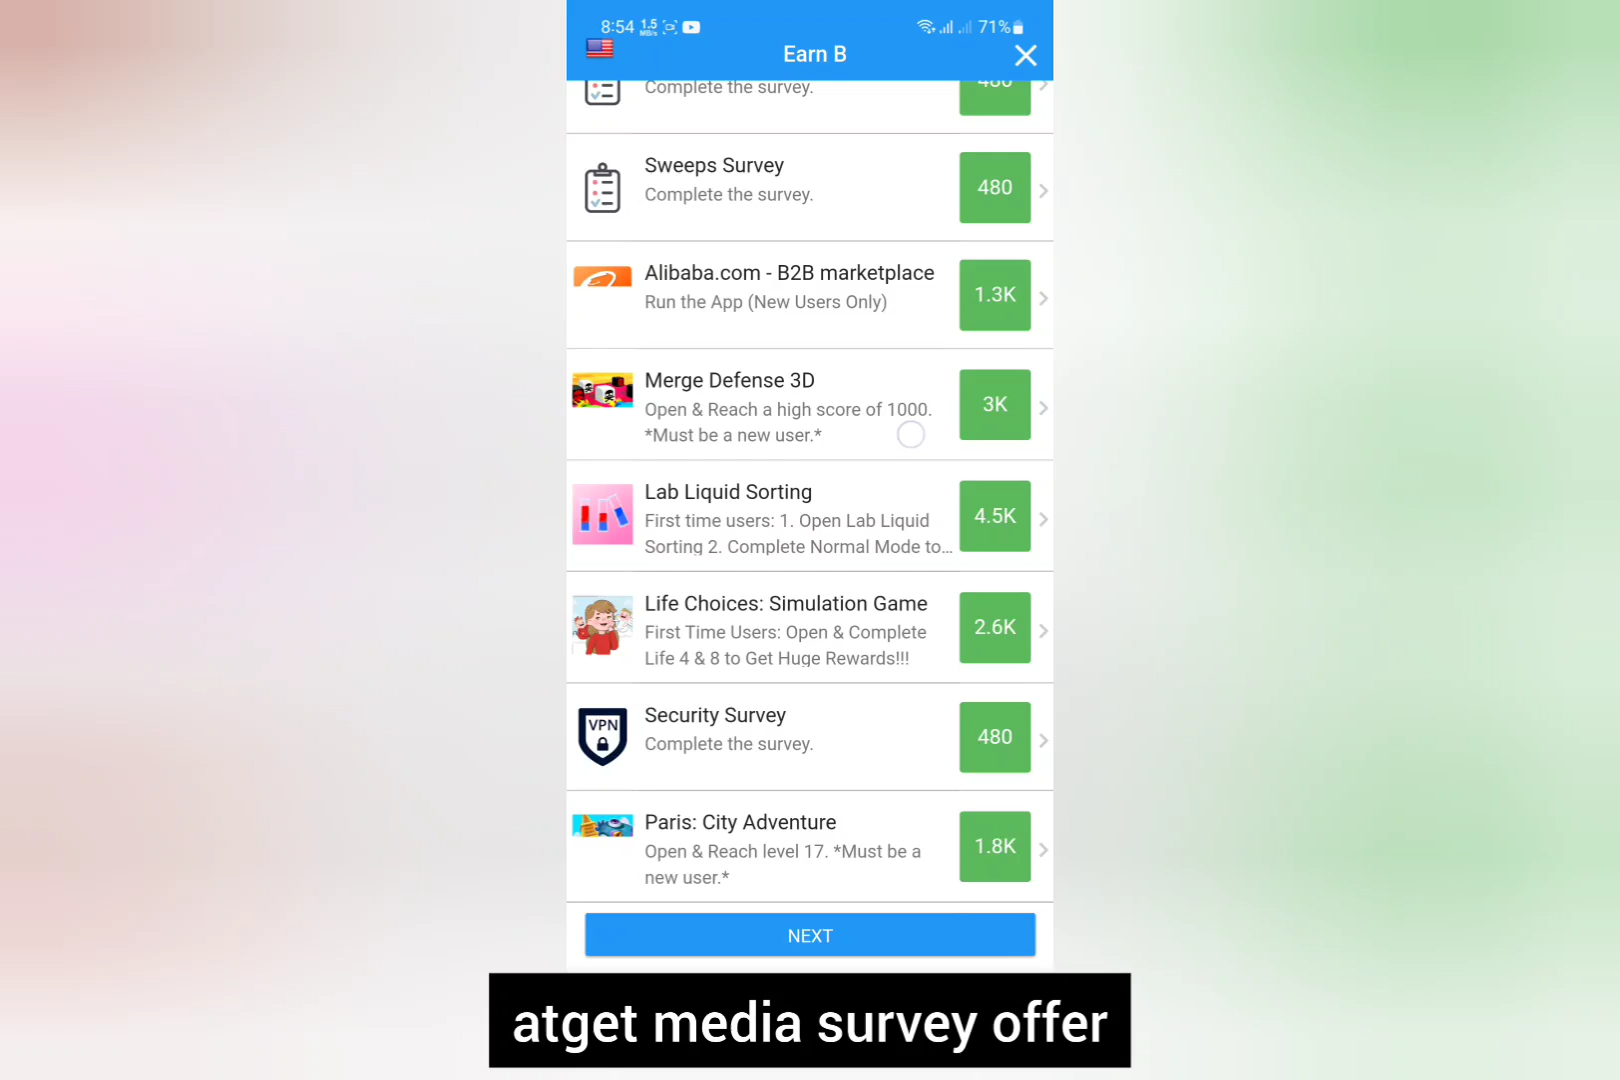 8:54 1.5 MB/s 71%
Earn B
Complete the survey.
480
Sweeps Survey
Complete the survey.
480
Alibaba.com - B2B marketplace
Run the App (New Users Only)
1.3K
Merge Defense 3D
Open & Reach a high score of 1000.
*Must be a new user.*
3K
Lab Liquid Sorting
First time users: 1. Open Lab Liquid
Sorting 2. Complete Normal Mode to...
4.5K
Life Choices: Simulation Game
First Time Users: Open & Complete
Life 4 & 8 to Get Huge Rewards!!!
2.6K
VPN
Security Survey
Complete the survey.
480
Paris: City Adventure
Open & Reach level 17. *Must be a
new user.*
1.8K
NEXT
atget media survey offer